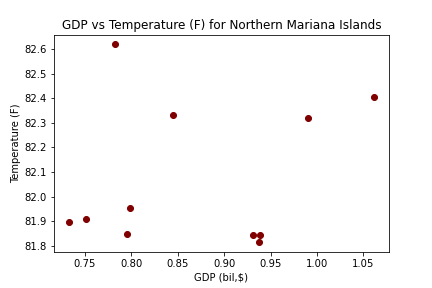 GDP vs Temperature (F) for Northern Mariana Islands
82.6
82.5
82.4
82.3
82.2
82.1
82.0
81.9
81.8
Temperature (F)
0.75 0.80 0.85 0.90 0.95 1.00 1.05
GDP (bil,$)